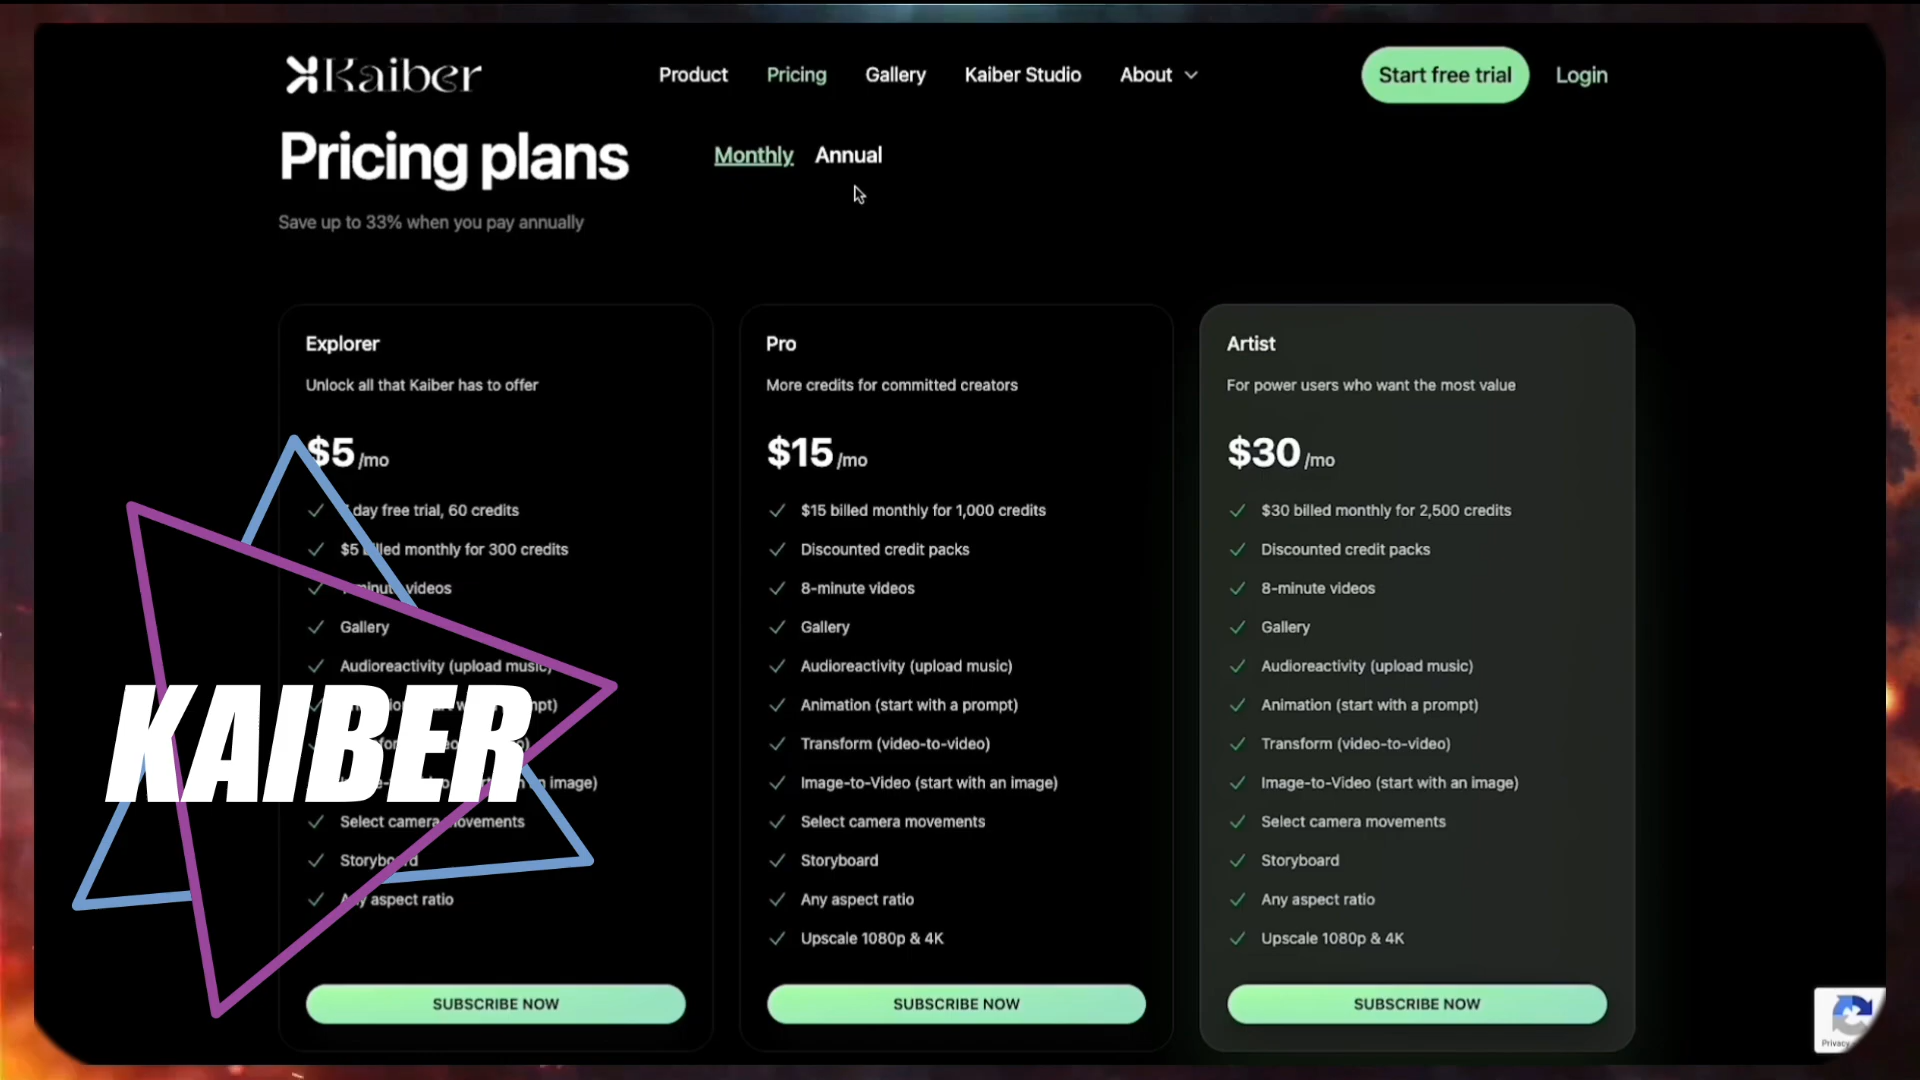 Kaiber
Product
Pricing
Gallery
Kaiber Studio
About
Start free trial
Login
Pricing plans
Monthly
Annual
Save up to 33% when you pay annually
Explorer
Unlock all that Kaiber has to offer
$5 /mo
day free trial, 60 credits
$5 billed monthly for 300 credits
videos
Gallery
Audioreactivity (upload music)
image)
Select camera movements
Storyboard
Any aspect ratio
SUBSCRIBE NOW
KAIBER
Pro
More credits for committed creators
$15 /mo
$15 billed monthly for 1,000 credits
Discounted credit packs
8-minute videos
Gallery
Audioreactivity (upload music)
Animation (start with a prompt)
Transform (video-to-video)
Image-to-Video (start with an image)
Select camera movements
Storyboard
Any aspect ratio
Upscale 1080p & 4K
SUBSCRIBE NOW
Artist
For power users who want the most value
$30 /mo
$30 billed monthly for 2,500 credits
Discounted credit packs
8-minute videos
Gallery
Audioreactivity (upload music)
Animation (start with a prompt)
Transform (video-to-video)
Image-to-Video (start with an image)
Select camera movements
Storyboard
Any aspect ratio
Upscale 1080p & 4K
SUBSCRIBE NOW
Privacy